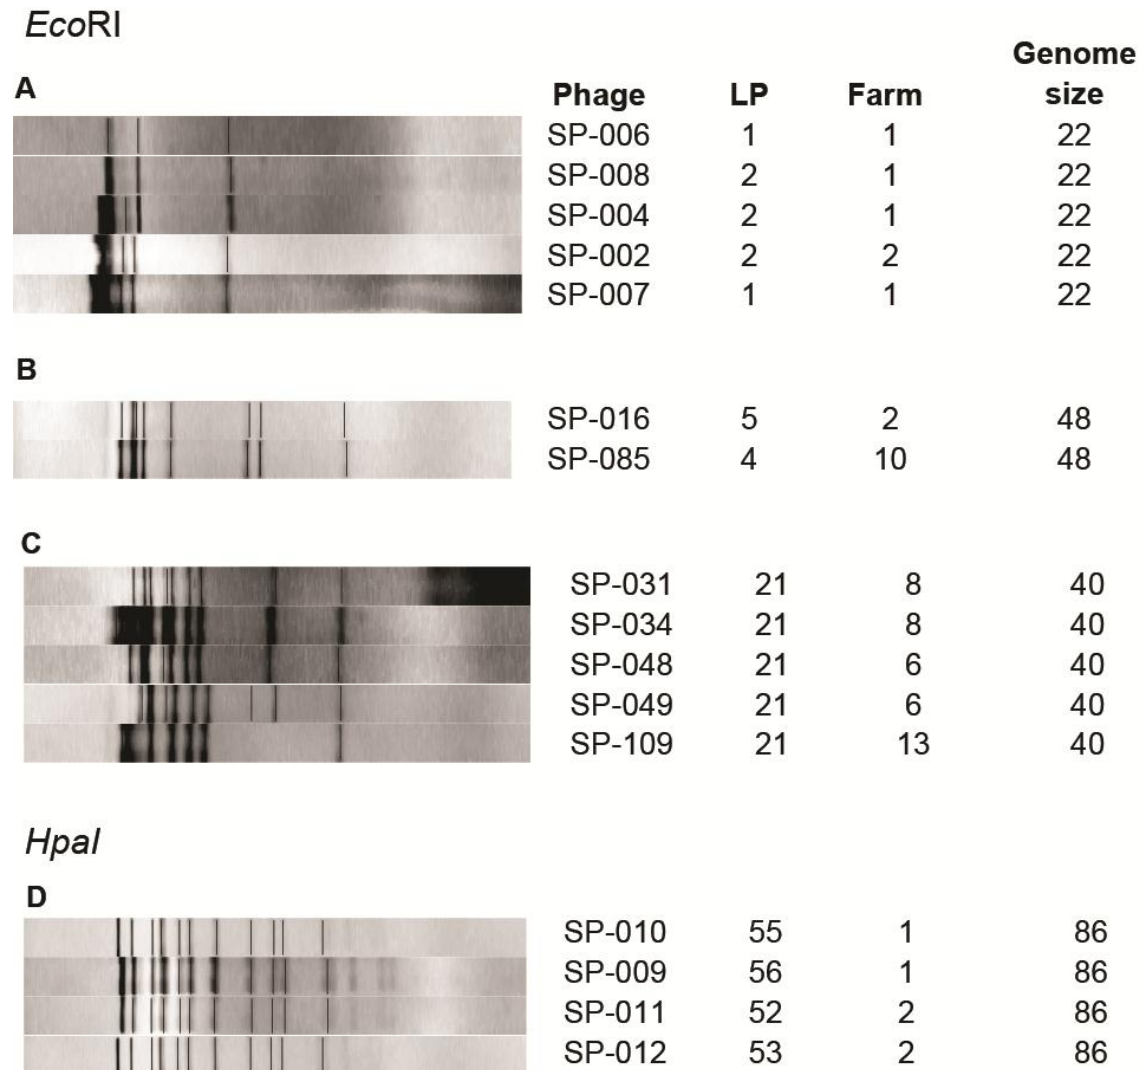 EcoRI
A
Phage LP Farm Genome size
SP-006 1 1 22
SP-008 2 1 22
SP-004 2 1 22
SP-002 2 2 22
SP-007 1 1 22
B
SP-016 5 2 48
SP-085 4 10 48
C
SP-031 21 8 40
SP-034 21 8 40
SP-048 21 6 40
SP-049 21 6 40
SP-109 21 13 40
HpaI
D
SP-010 55 1 86
SP-009 56 1 86
SP-011 52 2 86
SP-012 53 2 86